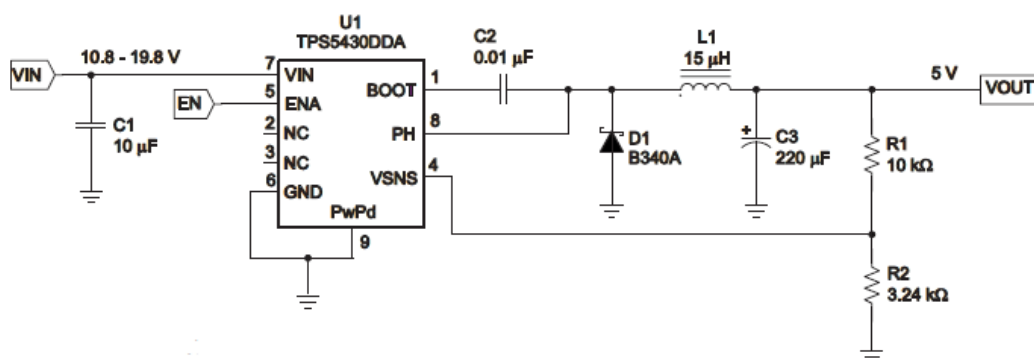 U1
TPS5430DDA
C2
0.01 µF
L1
15 µH
VIN
10.8 - 19.8 V
7
VIN
BOOT
1
5 V
VOUT
EN
5
ENA
C1
10 µF
2
NC
PH
8
D1
B340A
+
C3
220 µF
R1
10 kΩ
3
NC
VSNS
4
6
GND
PwPd
9
R2
3.24 kΩ